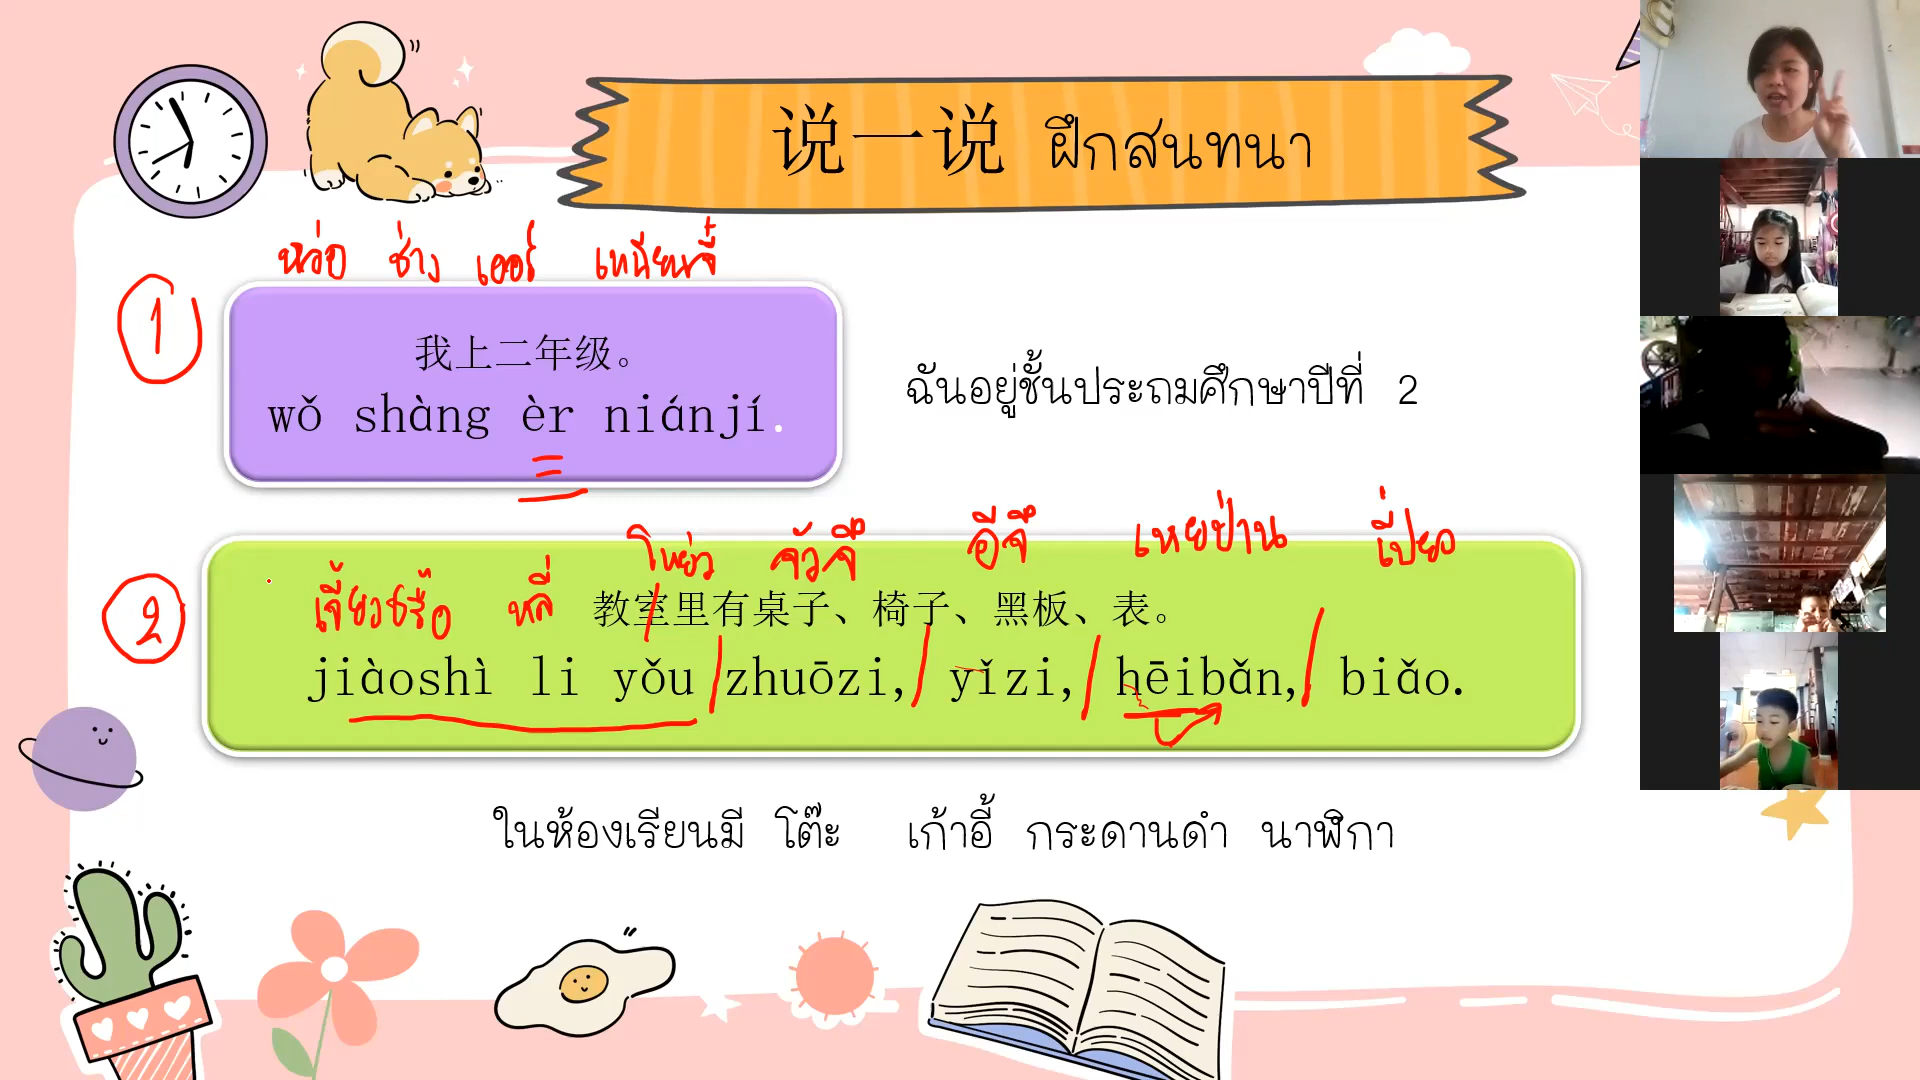 说一说 ฝึกสนทนา
หว่อ ช่าง เออร์ เหนียนจี๋
1
我上二年级。
wǒ shàng èr niánjí.
ฉันอยู่ชั้นประถมศึกษาปีที่ 2
三
โหย่ว จัวจึ อีจึ เหยป่าน เปี่ยว
2
เจี้ยวซรือ หลี่ 教室里有桌子、椅子、黑板、表。
jiàoshì li yǒu zhuōzi, yǐzi, hēibǎn, biǎo.
ในห้องเรียนมี โต๊ะ เก้าอี้ กระดานดำ นาฬิกา